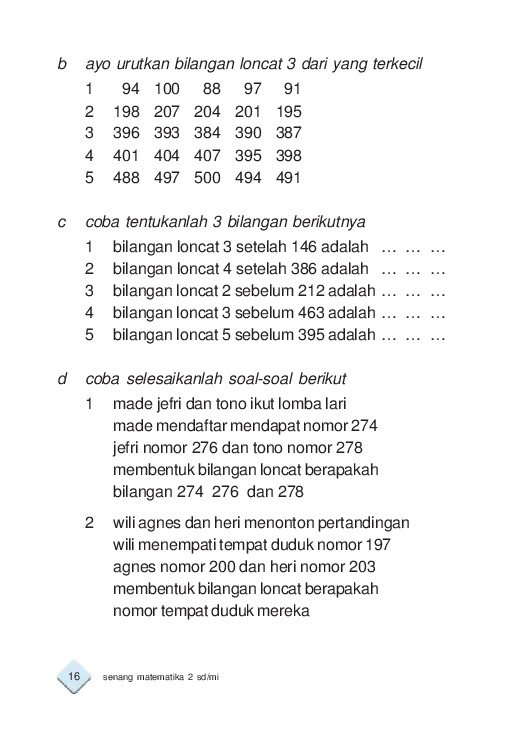 b ayo urutkan bilangan loncat 3 dari yang terkecil
1 94 100 88 97 91
2 198 207 204 201 195
3 396 393 384 390 387
4 401 404 407 395 398
5 488 497 500 494 491
c coba tentukanlah 3 bilangan berikutnya
1 bilangan loncat 3 setelah 146 adalah … … …
2 bilangan loncat 4 setelah 386 adalah … … …
3 bilangan loncat 2 sebelum 212 adalah … … …
4 bilangan loncat 3 sebelum 463 adalah … … …
5 bilangan loncat 5 sebelum 395 adalah … … …
d coba selesaikanlah soal-soal berikut
1 made jefri dan tono ikut lomba lari
made mendaftar mendapat nomor 274
jefri nomor 276 dan tono nomor 278
membentuk bilangan loncat berapakah
bilangan 274 276 dan 278
2 wili agnes dan heri menonton pertandingan
wili menempati tempat duduk nomor 197
agnes nomor 200 dan heri nomor 203
membentuk bilangan loncat berapakah
nomor tempat duduk mereka
16 senang matematika 2 sd/mi